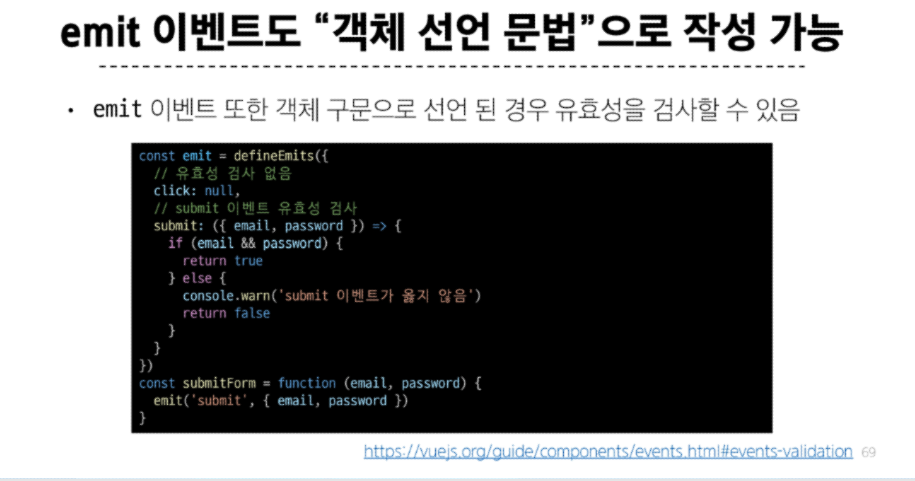 emit 이벤트도 “객체 선언 문법”으로 작성 가능
• emit 이벤트 또한 객체 구문으로 선언 된 경우 유효성을 검사할 수 있음
const emit = defineEmits({
  // 유효성 검사 없음
  click: null,
  // submit 이벤트 유효성 검사
  submit: ({ email, password }) => {
    if (email && password) {
      return true
    } else {
      console.warn('submit 이벤트가 옳지 않음')
      return false
    }
  }
})
const submitForm = function (email, password) {
  emit('submit', { email, password })
}
https://vuejs.org/guide/components/events.html#events-validation 69